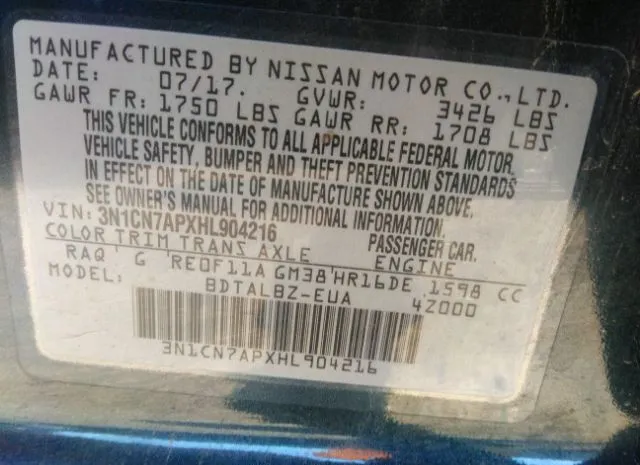 MANUFACTURED BY NISSAN MOTOR CO., LTD.
DATE: 07/17. GVWR: 3426 LBS
GAWR FR: 1750 LBS GAWR RR: 1708 LBS
THIS VEHICLE CONFORMS TO ALL APPLICABLE FEDERAL MOTOR
VEHICLE SAFETY, BUMPER AND THEFT PREVENTION STANDARDS
IN EFFECT ON THE DATE OF MANUFACTURE SHOWN ABOVE.
SEE OWNER'S MANUAL FOR ADDITIONAL INFORMATION.
VIN: 3N1CN7APXHL904216 PASSENGER CAR.
COLOR TRIM TRANS AXLE ENGINE
RAQ G RE0F11A GM38 HR16DE 1598 CC
MODEL: BDTALBZ-EUA 4Z000
3N1CN7APXHL904216